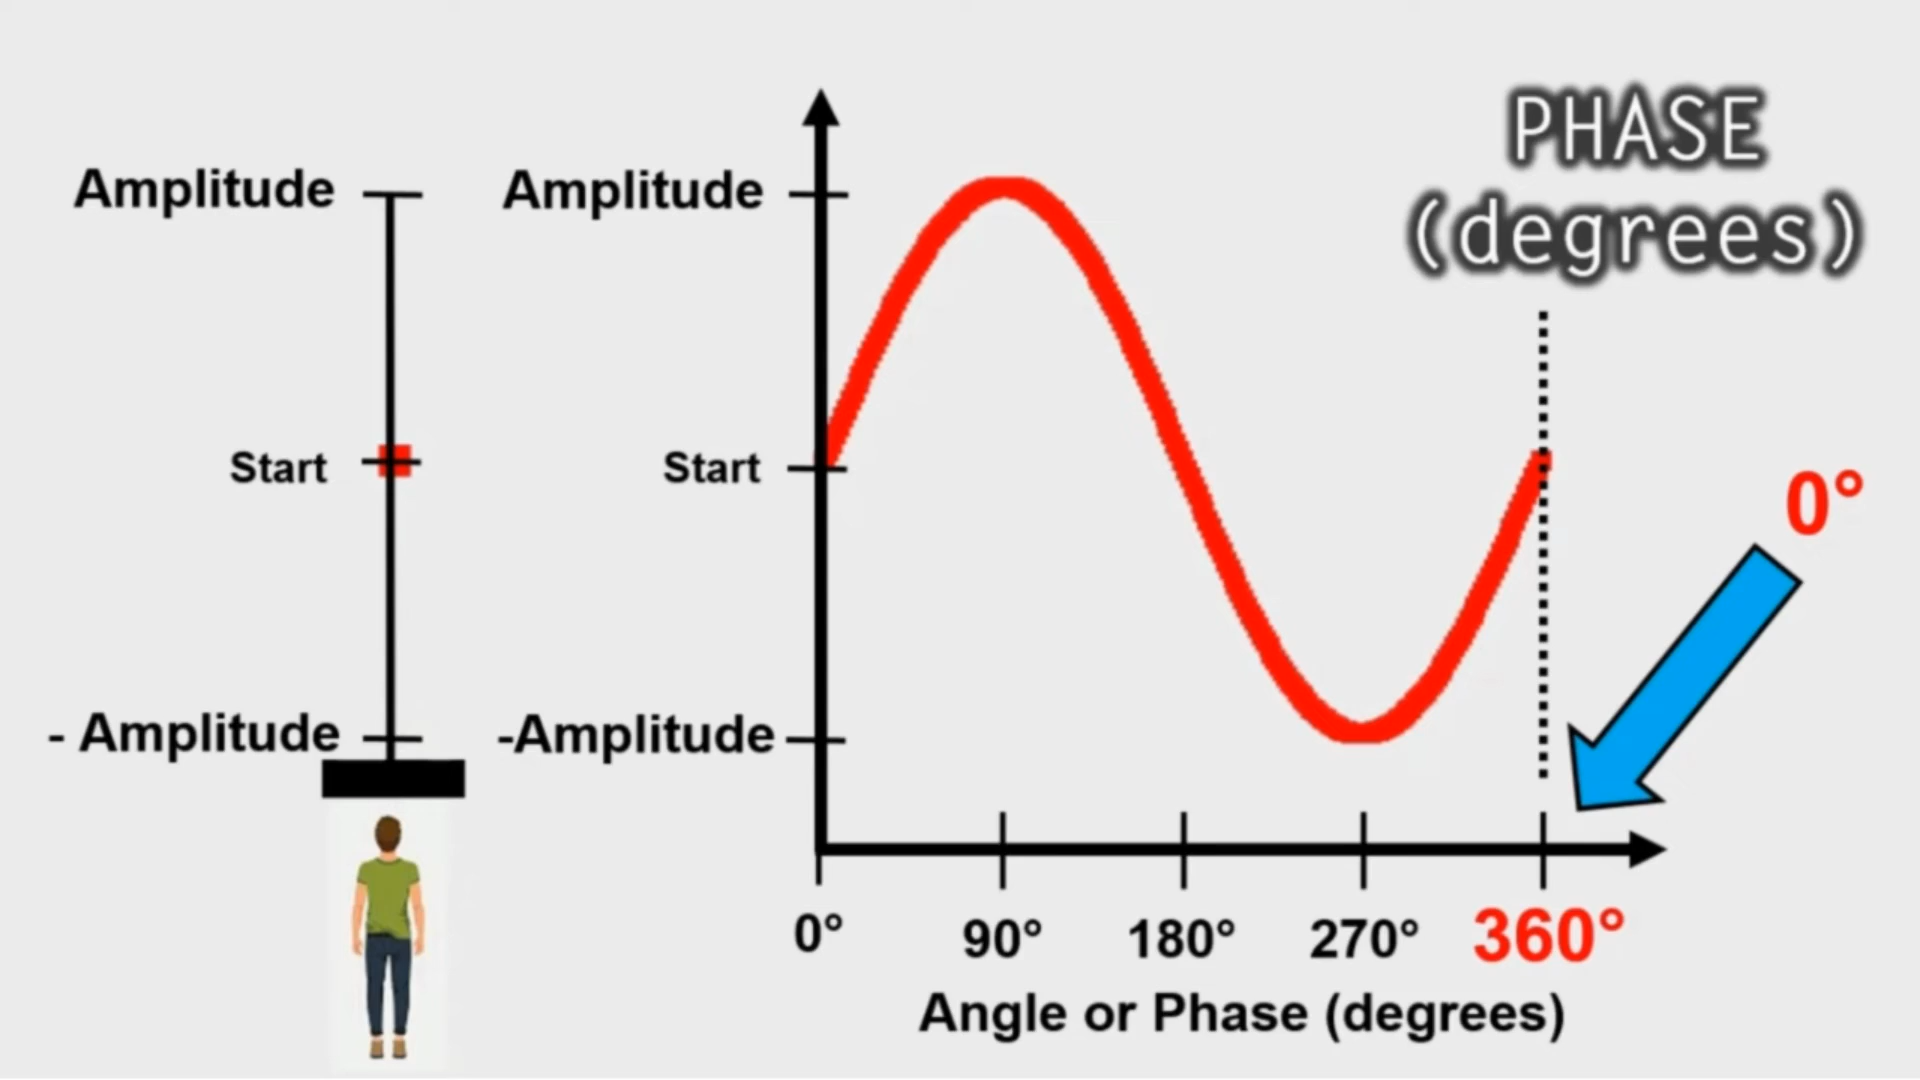 PHASE
(degrees)
Amplitude
Start
- Amplitude
Amplitude
Start
-Amplitude
0°
0° 90° 180° 270° 360°
Angle or Phase (degrees)